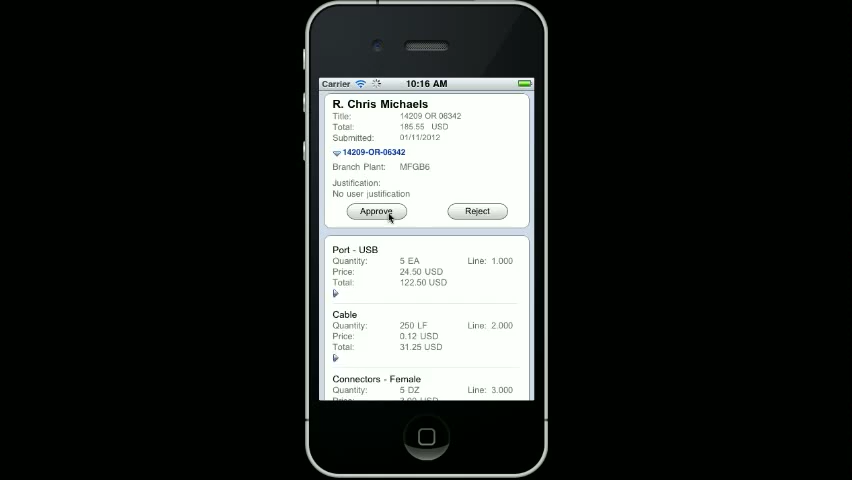 Carrier 10:16 AM
R. Chris Michaels
Title: 14209 OR 06342
Total: 185.55 USD
Submitted: 01/11/2012
14209-OR-06342
Branch Plant: MFGB6
Justification:
No user justification
Approve Reject
Port - USB
Quantity: 5 EA Line: 1.000
Price: 24.50 USD
Total: 122.50 USD
Cable
Quantity: 250 LF Line: 2.000
Price: 0.12 USD
Total: 31.25 USD
Connectors - Female
Quantity: 5 DZ Line: 3.000